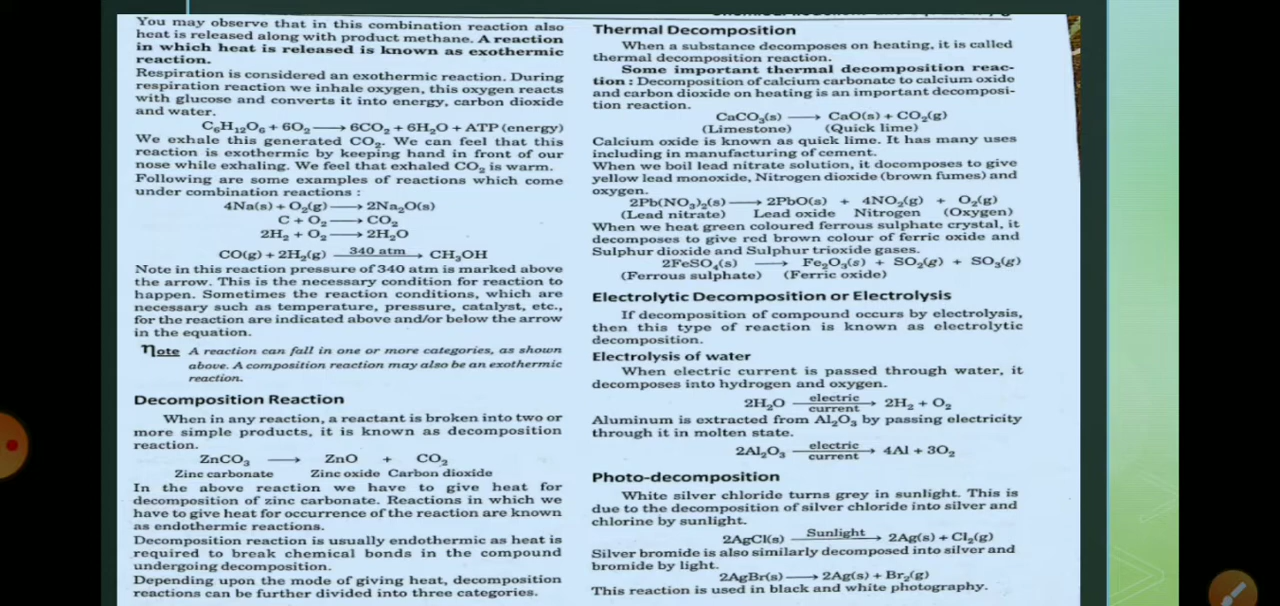 You may observe that in this combination reaction also
heat is released along with product methane. A reaction
in which heat is released is known as exothermic
reaction.
Respiration is considered an exothermic reaction. During
respiration reaction we inhale oxygen, this oxygen reacts
with glucose and converts it into energy, carbon dioxide
and water.
C₆H₁₂O₆ + 6O₂ ⟶ 6CO₂ + 6H₂O + ATP (energy)
We exhale this generated CO₂. We can feel that this
reaction is exothermic by keeping hand in front of our
nose while exhaling. We feel that exhaled CO₂ is warm.
Following are some examples of reactions which come
under combination reactions :
4Na(s) + O₂(g) ⟶ 2Na₂O(s)
C + O₂ ⟶ CO₂
2H₂ + O₂ ⟶ 2H₂O
CO(g) + 2H₂(g) 340 atm ⟶ CH₃OH
Note in this reaction pressure of 340 atm is marked above
the arrow. This is the necessary condition for reaction to
happen. Sometimes the reaction conditions, which are
necessary such as temperature, pressure, catalyst, etc.,
for the reaction are indicated above and/or below the arrow
in the equation.
Note A reaction can fall in one or more categories, as shown
above. A composition reaction may also be an exothermic
reaction.
Decomposition Reaction
When in any reaction, a reactant is broken into two or
more simple products, it is known as decomposition
reaction.
ZnCO₃ ⟶ ZnO + CO₂
Zinc carbonate Zinc oxide Carbon dioxide
In the above reaction we have to give heat for
decomposition of zinc carbonate. Reactions in which we
have to give heat for occurrence of the reaction are known
as endothermic reactions.
Decomposition reaction is usually endothermic as heat is
required to break chemical bonds in the compound
undergoing decomposition.
Depending upon the mode of giving heat, decomposition
reactions can be further divided into three categories.
Thermal Decomposition
When a substance decomposes on heating, it is called
thermal decomposition reaction.
Some important thermal decomposition reac-
tion : Decomposition of calcium carbonate to calcium oxide
and carbon dioxide on heating is an important decomposi-
tion reaction.
CaCO₃(s) ⟶ CaO(s) + CO₂(g)
(Limestone) (Quick lime)
Calcium oxide is known as quick lime. It has many uses
including in manufacturing of cement.
When we boil lead nitrate solution, it decomposes to give
yellow lead monoxide, Nitrogen dioxide (brown fumes) and
oxygen.
2Pb(NO₃)₂(s) ⟶ 2PbO(s) + 4NO₂(g) + O₂(g)
(Lead nitrate) Lead oxide Nitrogen (Oxygen)
When we heat green coloured ferrous sulphate crystal, it
decomposes to give red brown colour of ferric oxide and
Sulphur dioxide and Sulphur trioxide gases.
2FeSO₄(s) ⟶ Fe₂O₃(s) + SO₂(g) + SO₃(g)
(Ferrous sulphate) (Ferric oxide)
Electrolytic Decomposition or Electrolysis
If decomposition of compound occurs by electrolysis,
then this type of reaction is known as electrolytic
decomposition.
Electrolysis of water
When electric current is passed through water, it
decomposes into hydrogen and oxygen.
2H₂O electric current ⟶ 2H₂ + O₂
Aluminum is extracted from Al₂O₃ by passing electricity
through it in molten state.
2Al₂O₃ electric current ⟶ 4Al + 3O₂
Photo-decomposition
White silver chloride turns grey in sunlight. This is
due to the decomposition of silver chloride into silver and
chlorine by sunlight.
2AgCl(s) Sunlight ⟶ 2Ag(s) + Cl₂(g)
Silver bromide is also similarly decomposed into silver and
bromide by light.
2AgBr(s) ⟶ 2Ag(s) + Br₂(g)
This reaction is used in black and white photography.